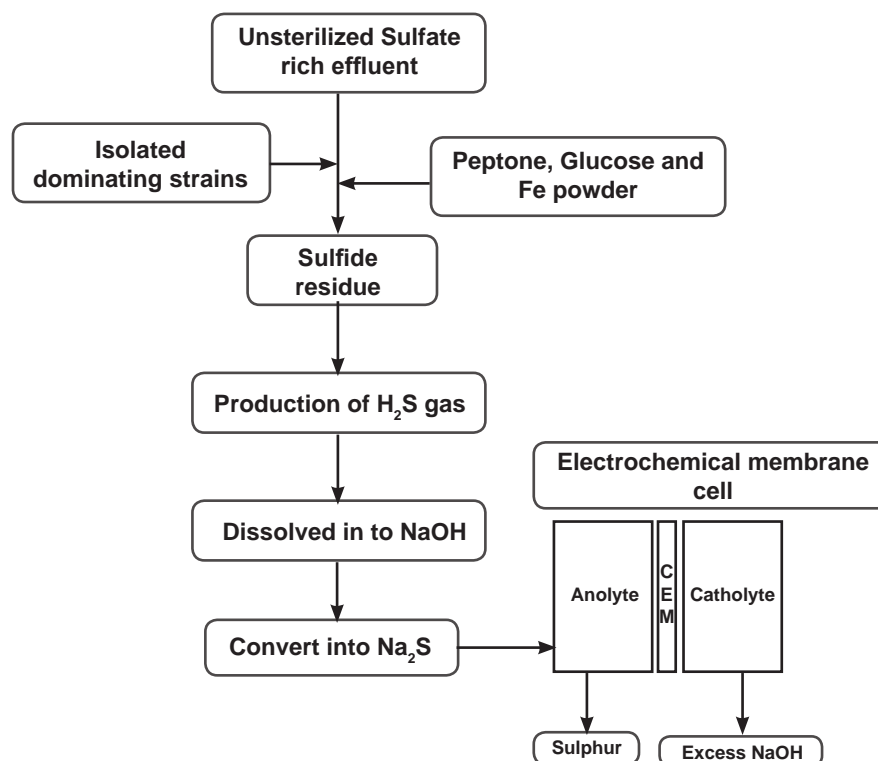 Unsterilized Sulfate
rich effluent
Isolated
dominating strains
Peptone, Glucose and
Fe powder
Sulfide
residue
Production of H₂S gas
Electrochemical membrane
cell
Dissolved in to NaOH
Anolyte
CEM
Catholyte
Convert into Na₂S
Sulphur
Excess NaOH